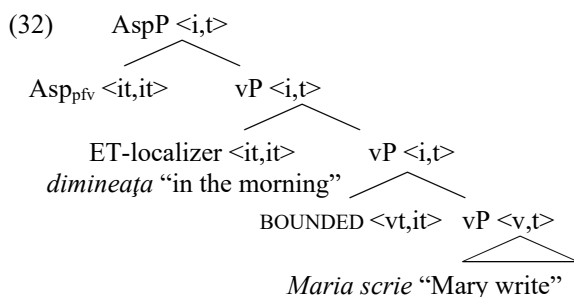 (32) AspP <i,t>
Asp_pfv <it,it> vP <i,t>
ET-localizer <it,it> vP <i,t>
dimineaţa “in the morning”
BOUNDED <vt,it> vP <v,t>
Maria scrie “Mary write”